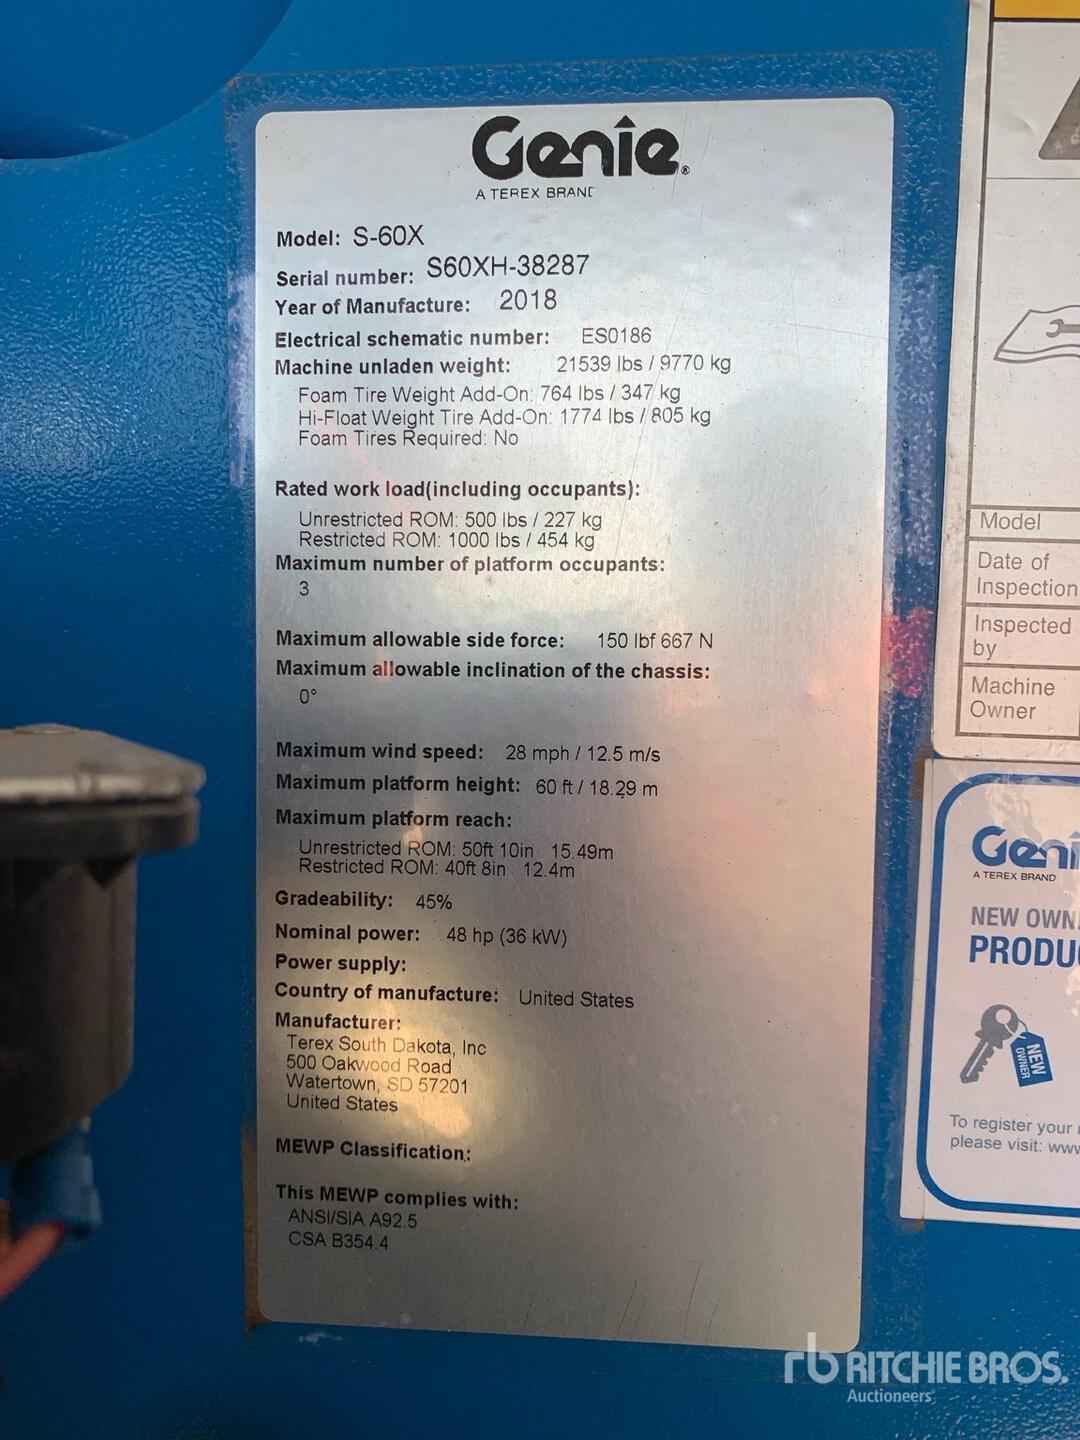 Genie®
A TEREX BRAND
Model: S-60X
Serial number: S60XH-38287
Year of Manufacture: 2018
Electrical schematic number: ES0186
Machine unladen weight: 21539 lbs / 9770 kg
Foam Tire Weight Add-On: 764 lbs / 347 kg
Hi-Float Weight Tire Add-On: 1774 lbs / 805 kg
Foam Tires Required: No
Rated work load(including occupants):
Unrestricted ROM: 500 lbs / 227 kg
Restricted ROM: 1000 lbs / 454 kg
Maximum number of platform occupants:
3
Maximum allowable side force: 150 lbf 667 N
Maximum allowable inclination of the chassis:
0°
Maximum wind speed: 28 mph / 12.5 m/s
Maximum platform height: 60 ft / 18.29 m
Maximum platform reach:
Unrestricted ROM: 50ft 10in 15.49m
Restricted ROM: 40ft 8in 12.4m
Gradeability: 45%
Nominal power: 48 hp (36 kW)
Power supply:
Country of manufacture: United States
Manufacturer:
Terex South Dakota, Inc
500 Oakwood Road
Watertown, SD 57201
United States
MEWP Classification:
This MEWP complies with:
ANSI/SIA A92.5
CSA B354.4
Model
Date of
Inspection
Inspected
by
Machine
Owner
Geni
A TEREX BRAND
NEW OWN
PRODU
NEW
OWNER
To register your
please visit: www
rb RITCHIE BROS.
Auctioneers